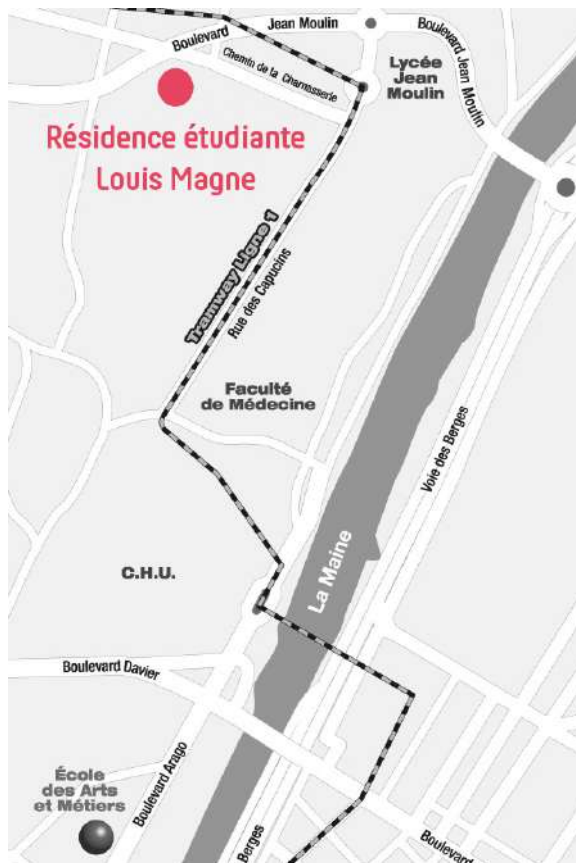 Boulevard
Jean Moulin
Boulevard Jean Moulin
Chemin de la Charnasserie
Lycée
Jean
Moulin
Résidence étudiante
Louis Magne
Tramway Ligne 1
Rue des Capucins
Faculté
de Médecine
Voie des Berges
La Maine
C.H.U.
Boulevard Davier
Boulevard Arago
École
des Arts
et Métiers
Berges
Boulevard